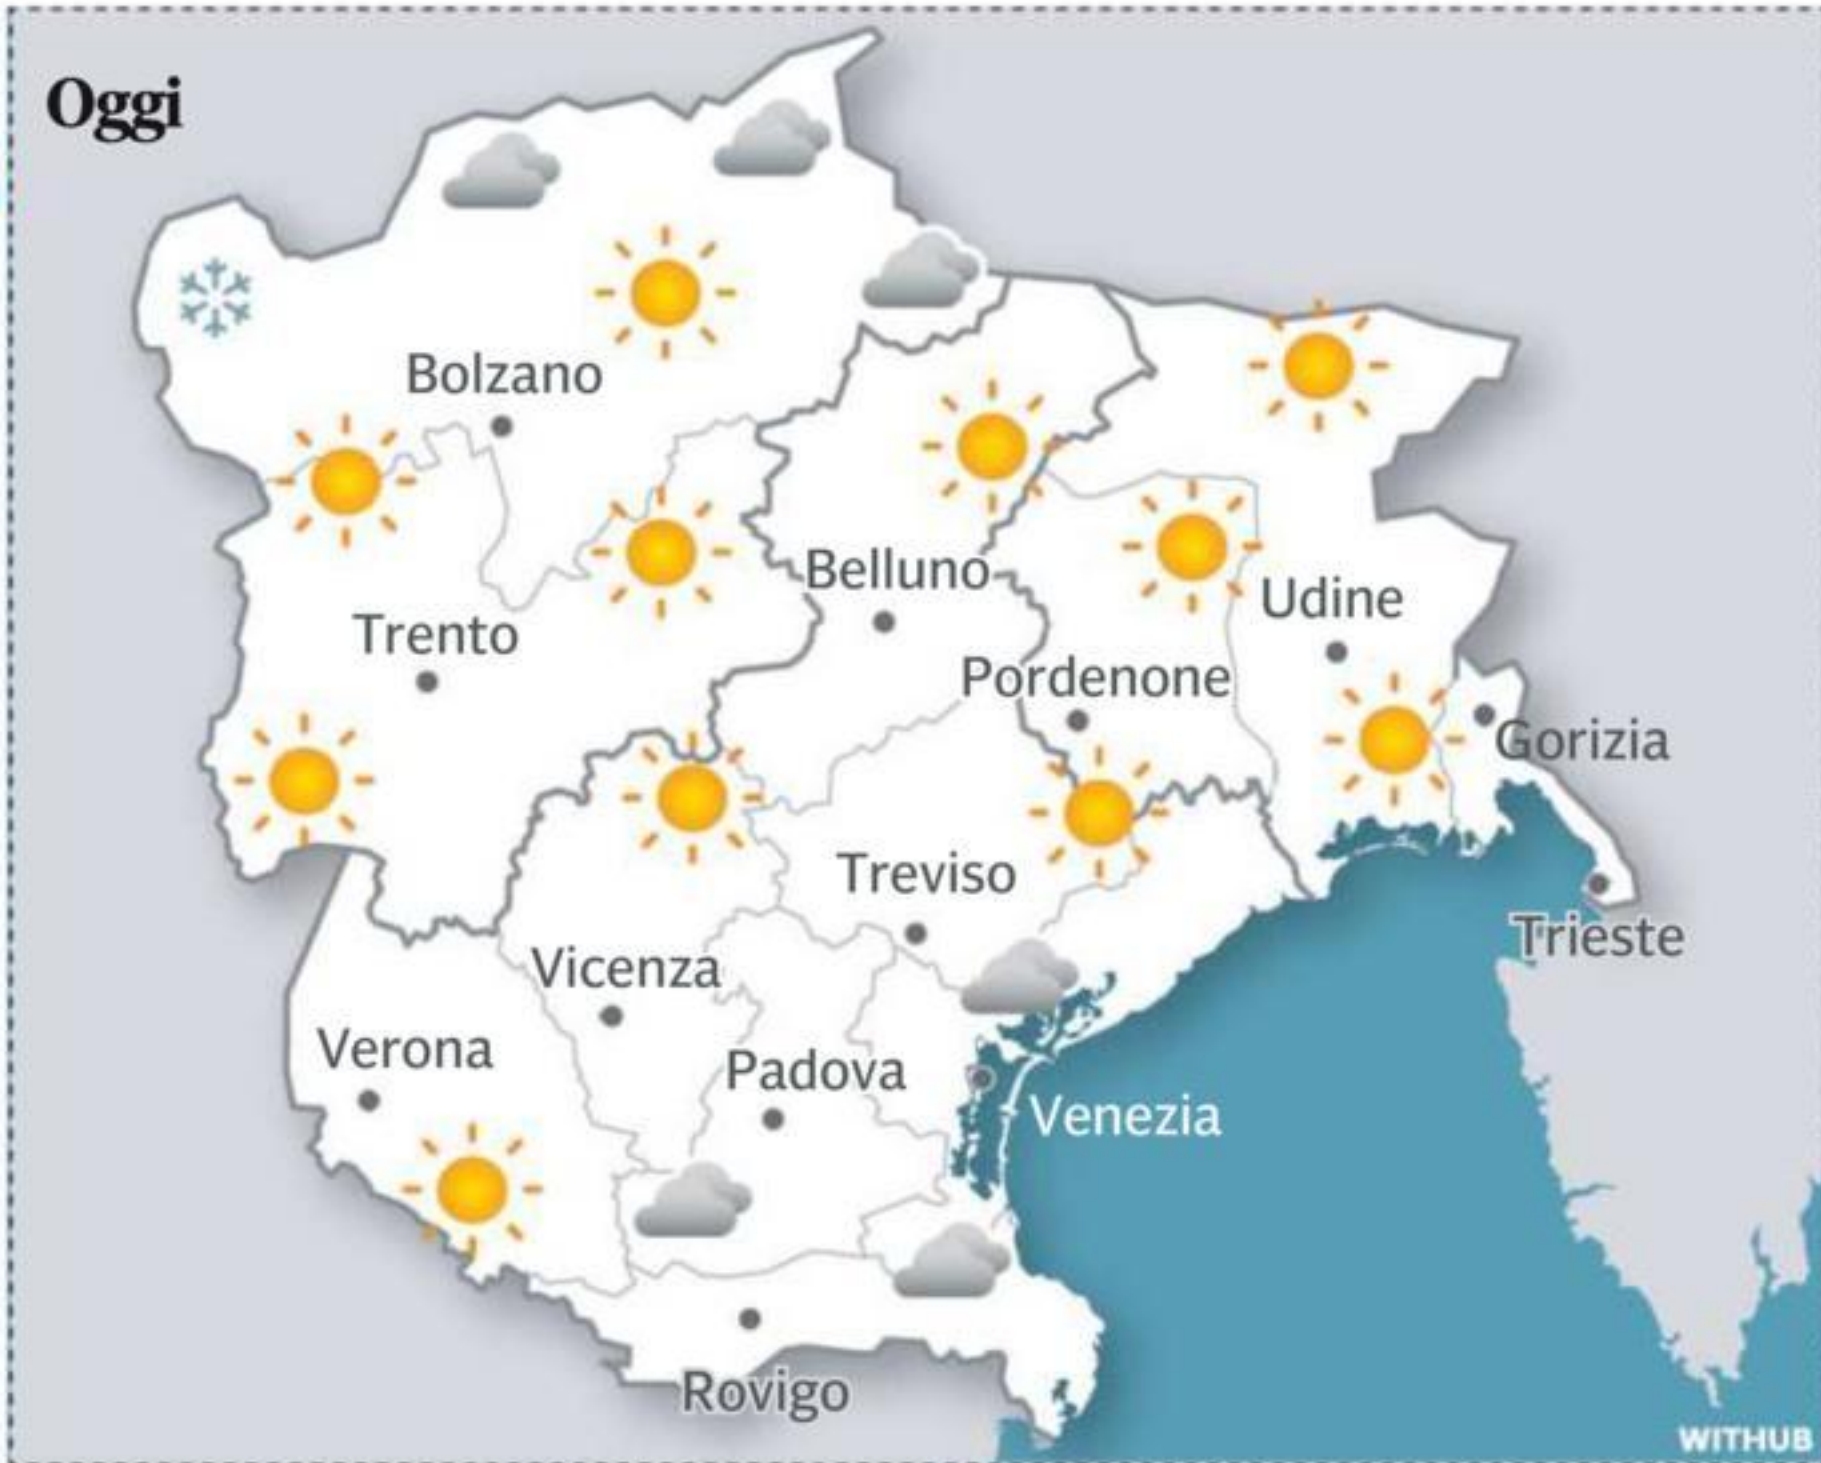 Oggi
Bolzano
Belluno
Udine
Trento
Pordenone
Gorizia
Treviso
Trieste
Vicenza
Verona
Padova
Venezia
Rovigo
WITHUB